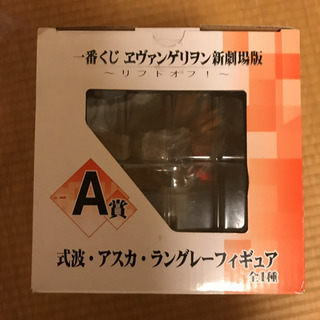 一番くじ ヱヴァンゲリヲン新劇場版
～リフトオフ！～
A賞
式波・アスカ・ラングレーフィギュア
全1種